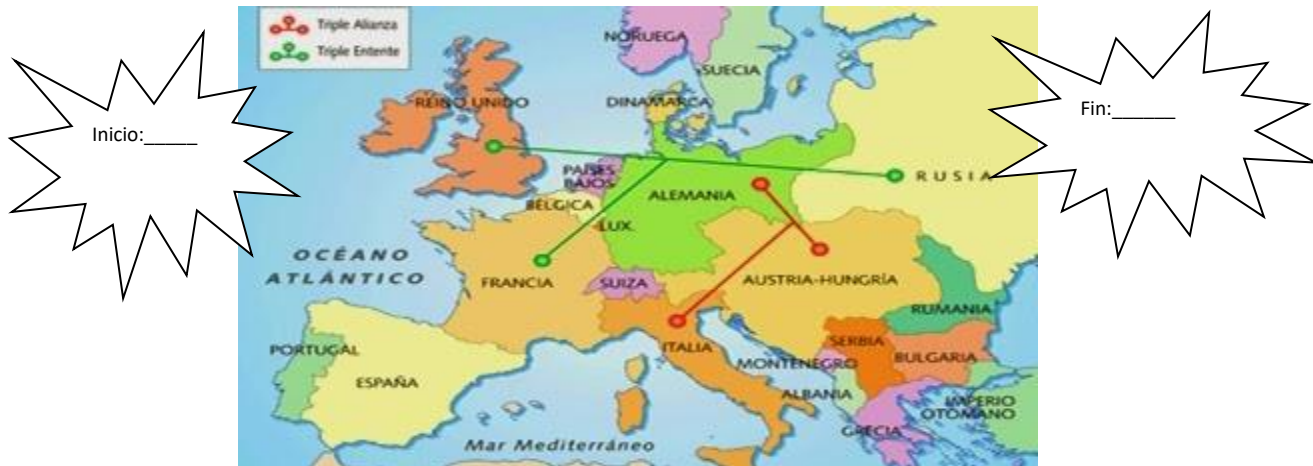 Triple Alianza
Triple Entente
Inicio:_____
Fin:______
NORUEGA
SUECIA
REINO UNIDO
DINAMARCA
PAÍSES
BAJOS
ALEMANIA
RUSIA
BÉLGICA
LUX.
OCÉANO
ATLÁNTICO
FRANCIA
SUIZA
AUSTRIA-HUNGRÍA
RUMANIA
ITALIA
SERBIA
PORTUGAL
MONTENEGRO
BULGARIA
ESPAÑA
ALBANIA
IMPERIO
OTOMANO
GRECIA
Mar Mediterráneo